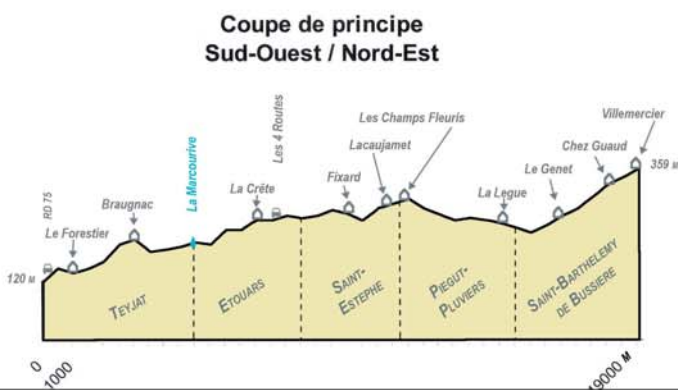 Coupe de principe
Sud-Ouest / Nord-Est
RD 75
Le Forestier
Braugnac
La Marcourive
La Crête
Les 4 Routes
Fixard
Lacaujamet
Les Champs Fleuris
La Legue
Le Genet
Chez Guaud
Villemercier
359 M
120 M
TEYJAT
ETOUARS
SAINT-
ESTEPHE
PIEGUT-
PLUVIERS
SAINT-BARTHELEMY
DE BUSSIERE
0
1000
19000 M